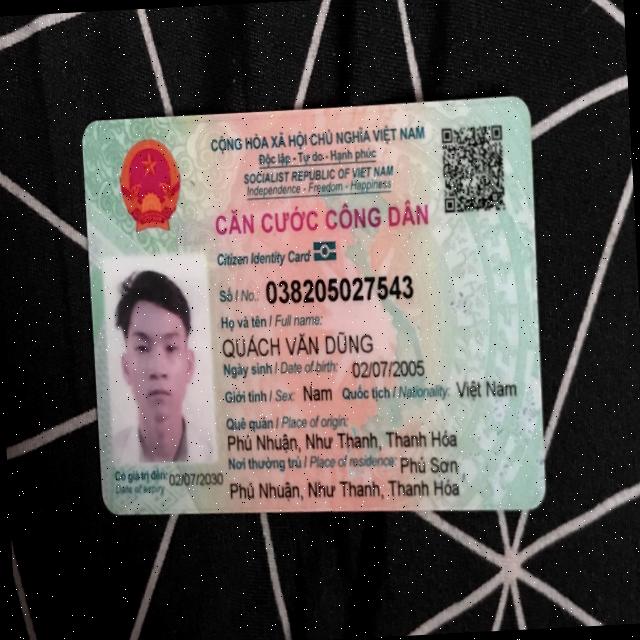 CỘNG HÒA XÃ HỘI CHỦ NGHĨA VIỆT NAM
Độc lập - Tự do - Hạnh phúc
SOCIALIST REPUBLIC OF VIET NAM
Independence - Freedom - Happiness
CĂN CƯỚC CÔNG DÂN
Citizen Identity Card
Số / No.: 038205027543
Họ và tên / Full name:
QUÁCH VĂN DŨNG
Ngày sinh / Date of birth: 02/07/2005
Giới tính / Sex: Nam Quốc tịch / Nationality: Việt Nam
Quê quán / Place of origin:
Phú Nhuận, Như Thanh, Thanh Hóa
Nơi thường trú / Place of residence: Phú Sơn
Phú Nhuận, Như Thanh, Thanh Hóa
Có giá trị đến: 02/07/2030
Date of expiry